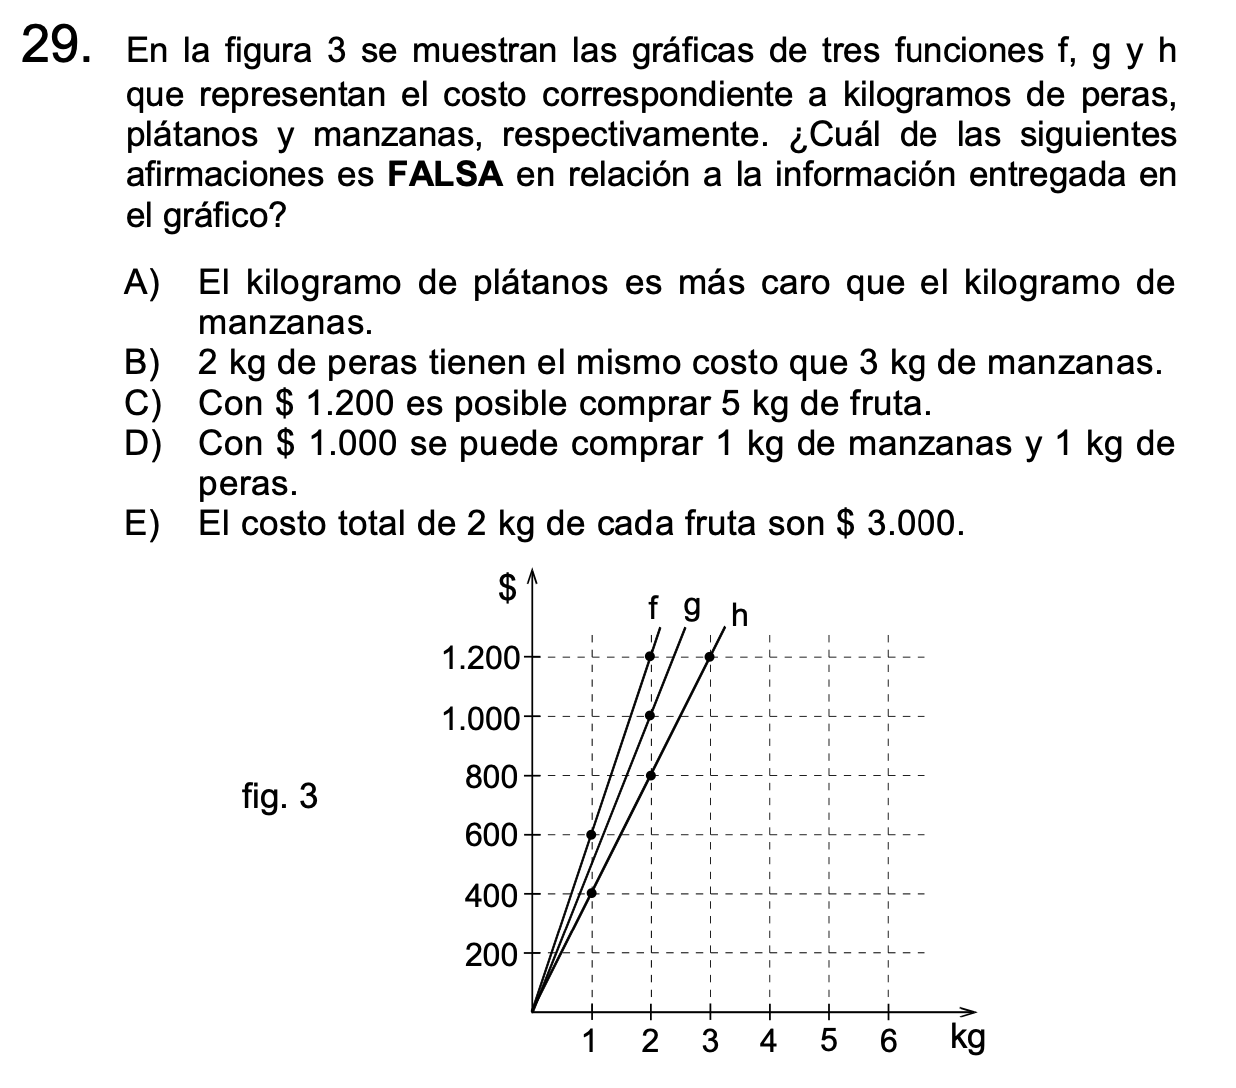 29. En la figura 3 se muestran las gráficas de tres funciones f, g y h
que representan el costo correspondiente a kilogramos de peras,
plátanos y manzanas, respectivamente. ¿Cuál de las siguientes
afirmaciones es FALSA en relación a la información entregada en
el gráfico?
A) El kilogramo de plátanos es más caro que el kilogramo de
manzanas.
B) 2 kg de peras tienen el mismo costo que 3 kg de manzanas.
C) Con $ 1.200 es posible comprar 5 kg de fruta.
D) Con $ 1.000 se puede comprar 1 kg de manzanas y 1 kg de
peras.
E) El costo total de 2 kg de cada fruta son $ 3.000.
$
f g h
1.200
1.000
800
fig. 3
600
400
200
1 2 3 4 5 6 kg